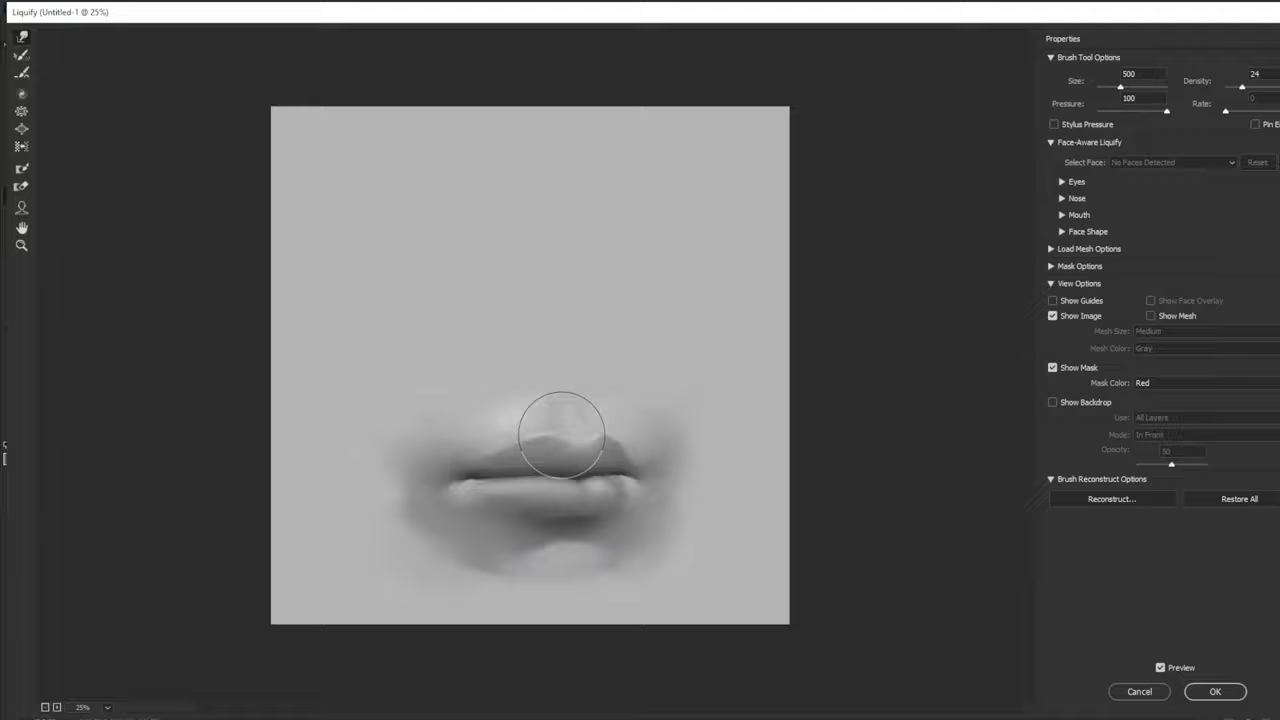 Liquify (Untitled-1 @ 25%)
Properties
Brush Tool Options
Size: 500 Density: 24
Pressure: 100 Rate: 0
Stylus Pressure Pin E
Face-Aware Liquify
Select Face: No Faces Detected Reset
Eyes
Nose
Mouth
Face Shape
Load Mesh Options
Mask Options
View Options
Show Guides Show Face Overlay
Show Image Show Mesh
Mesh Size: Medium
Mesh Color: Gray
Show Mask
Mask Color: Red
Show Backdrop
Use: All Layers
Mode: In Front
Opacity: 50
Brush Reconstruct Options
Reconstruct... Restore All
Preview
Cancel OK
25%